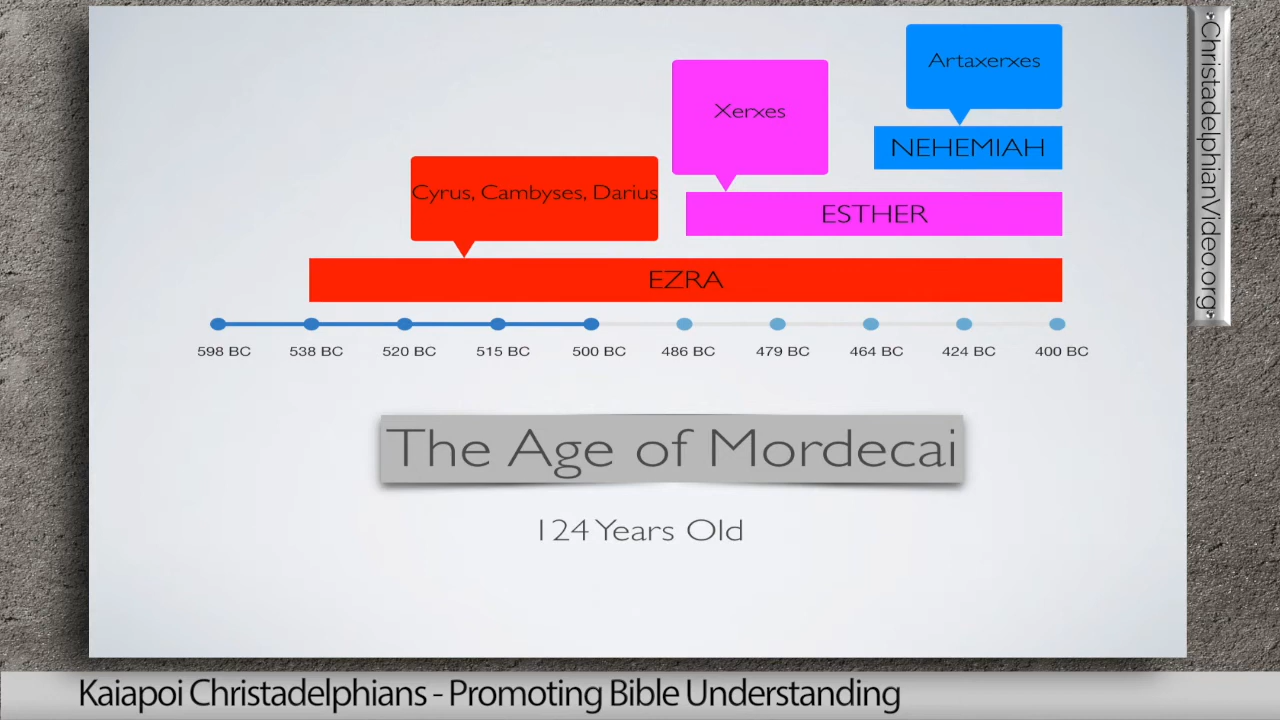 Artaxerxes
Xerxes
NEHEMIAH
Cyrus, Cambyses, Darius
ESTHER
EZRA
598 BC 538 BC 520 BC 515 BC 500 BC 486 BC 479 BC 464 BC 424 BC 400 BC
The Age of Mordecai
124 Years Old
•ChristadelphianVideo.org•
Kaiapoi Christadelphians - Promoting Bible Understanding